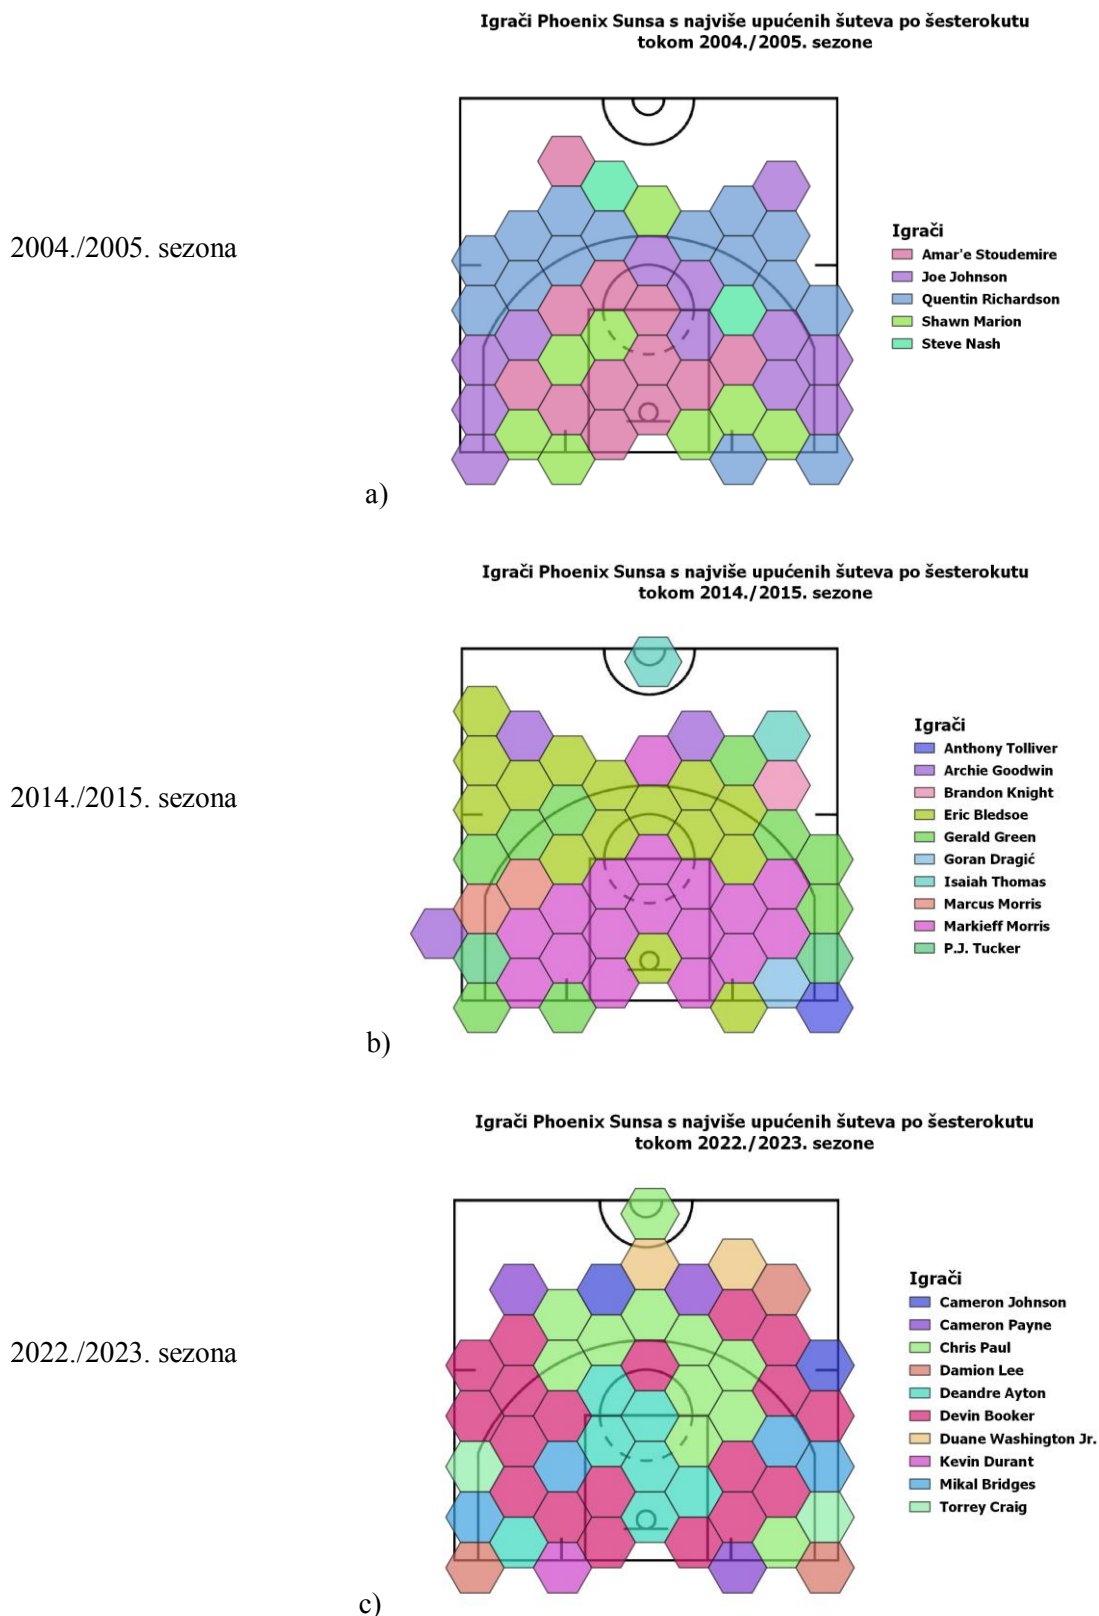 Igrači Phoenix Sunsa s najviše upućenih šuteva po šesterokutu
tokom 2004./2005. sezone
2004./2005. sezona
Igrači
Amar'e Stoudemire
Joe Johnson
Quentin Richardson
Shawn Marion
Steve Nash
a)
Igrači Phoenix Sunsa s najviše upućenih šuteva po šesterokutu
tokom 2014./2015. sezone
2014./2015. sezona
Igrači
Anthony Tolliver
Archie Goodwin
Brandon Knight
Eric Bledsoe
Gerald Green
Goran Dragić
Isaiah Thomas
Marcus Morris
Markieff Morris
P.J. Tucker
b)
Igrači Phoenix Sunsa s najviše upućenih šuteva po šesterokutu
tokom 2022./2023. sezone
2022./2023. sezona
Igrači
Cameron Johnson
Cameron Payne
Chris Paul
Damion Lee
Deandre Ayton
Devin Booker
Duane Washington Jr.
Kevin Durant
Mikal Bridges
Torrey Craig
c)